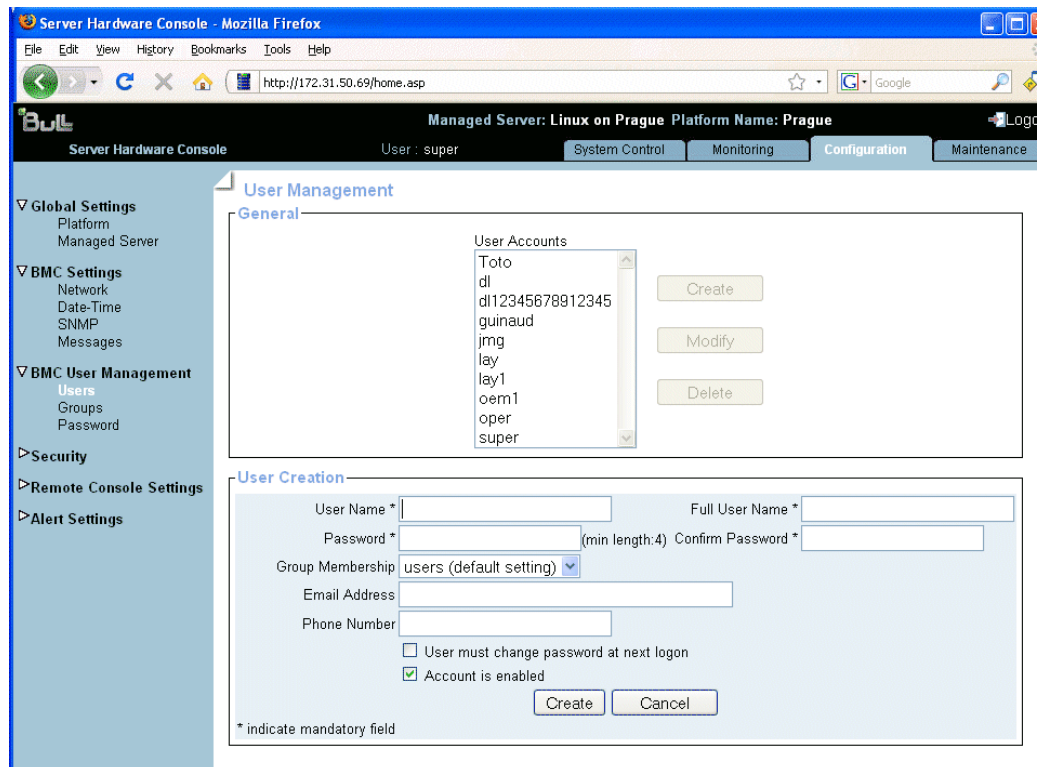 Server Hardware Console - Mozilla Firefox
File Edit View History Bookmarks Tools Help
http://172.31.50.69/home.asp
G Google
Bull
Managed Server: Linux on Prague Platform Name: Prague
Logo
Server Hardware Console
User : super
System Control
Monitoring
Configuration
Maintenance
Global Settings
Platform
Managed Server
BMC Settings
Network
Date-Time
SNMP
Messages
BMC User Management
Users
Groups
Password
Security
Remote Console Settings
Alert Settings
User Management
General
User Accounts
Toto
dl
dl12345678912345
guinaud
jmg
lay
lay1
oem1
oper
super
Create
Modify
Delete
User Creation
User Name *
Full User Name *
Password *
(min length:4) Confirm Password *
Group Membership users (default setting)
Email Address
Phone Number
User must change password at next logon
Account is enabled
Create
Cancel
* indicate mandatory field